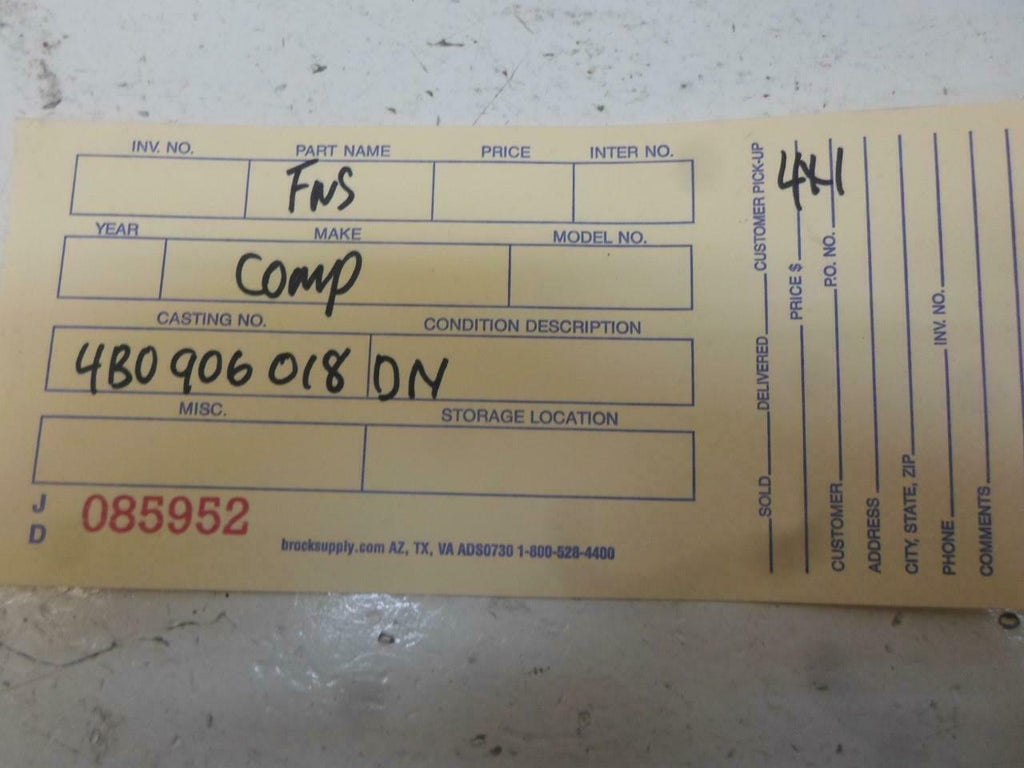 INV. NO. PART NAME PRICE INTER NO.
FNS
YEAR MAKE MODEL NO.
COMP
CASTING NO. CONDITION DESCRIPTION
4B0 906 018 DN
MISC. STORAGE LOCATION
J
D
085952
brocksupply.com AZ, TX, VA ADS0730 1-800-528-4400
SOLD DELIVERED CUSTOMER PICK-UP
PRICE $
CUSTOMER P.O. NO.
ADDRESS
CITY, STATE, ZIP
PHONE INV. NO.
COMMENTS